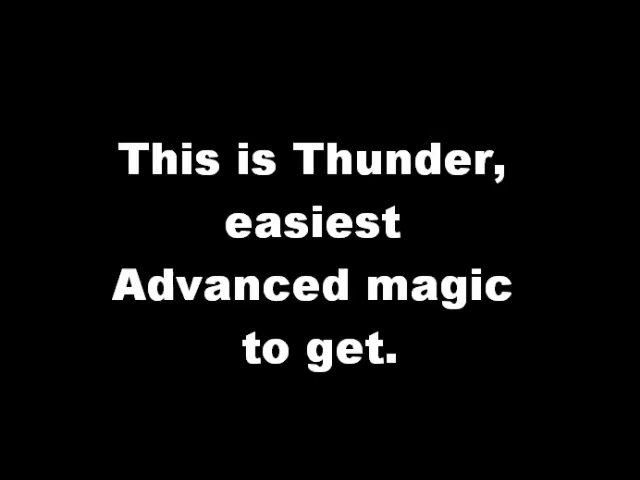 This is Thunder,
easiest
Advanced magic
to get.